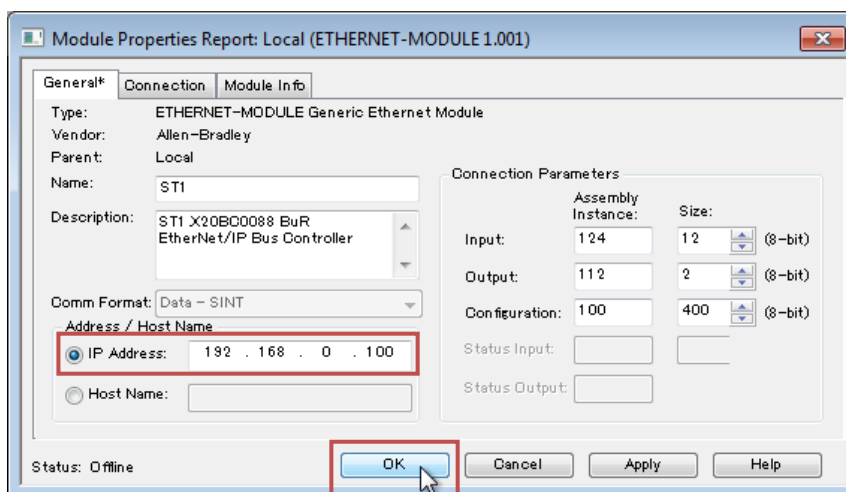 Module Properties Report: Local (ETHERNET-MODULE 1.001)
General* Connection Module Info
Type: ETHERNET-MODULE Generic Ethernet Module
Vendor: Allen-Bradley
Parent: Local
Name: ST1
Description: ST1 X20BC0088 BuR
EtherNet/IP Bus Controller
Comm Format: Data - SINT
Address / Host Name
IP Address: 192 . 168 . 0 . 100
Host Name:
Connection Parameters
Assembly
Instance: Size:
Input: 124 12 (8-bit)
Output: 112 2 (8-bit)
Configuration: 100 400 (8-bit)
Status Input:
Status Output:
Status: Offline OK Cancel Apply Help